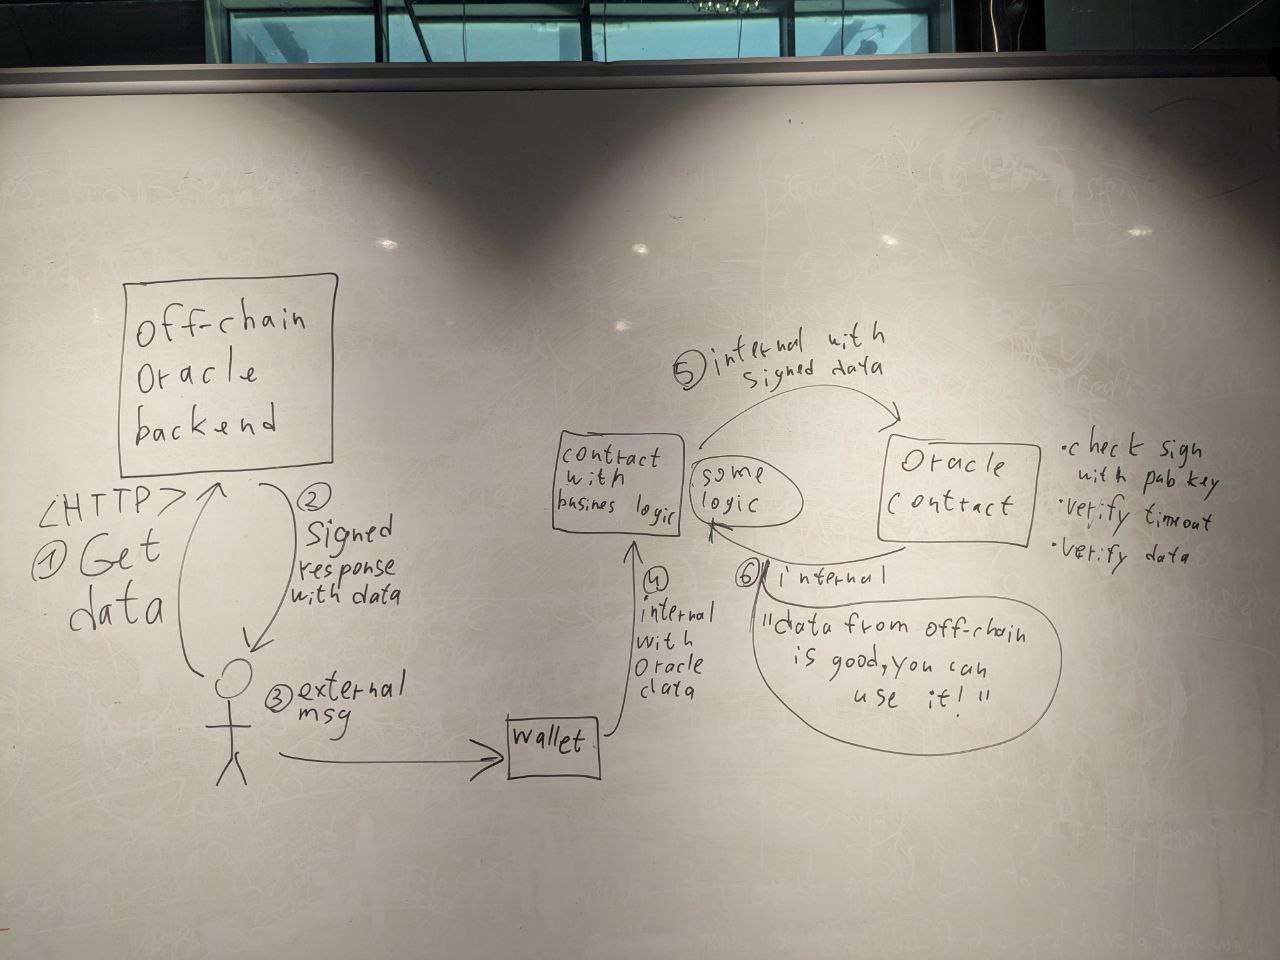 Off-chain
Oracle
backend
<HTTP>
① Get
data
②
Signed
response
with data
③ external
msg
wallet
④
internal
with
Oracle
data
contract
with
busines logic
some
logic
⑤ internal with
signed data
Oracle
contract
•check sign
with pub key
•verify timeout
•verify data
⑥ internal
"data from off-chain
is good, you can
use it!"